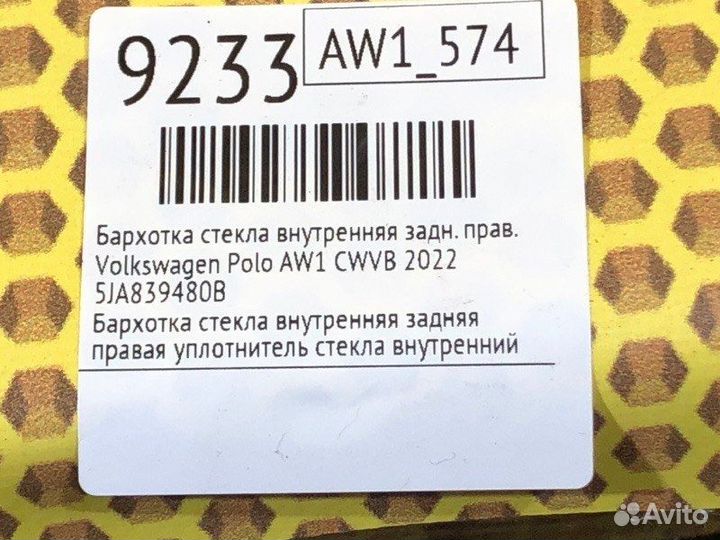 9233
AW1_574
Бархотка стекла внутренняя задн. прав.
Volkswagen Polo AW1 CWVB 2022
5JA839480B
Бархотка стекла внутренняя задняя
правая уплотнитель стекла внутренний
Avito